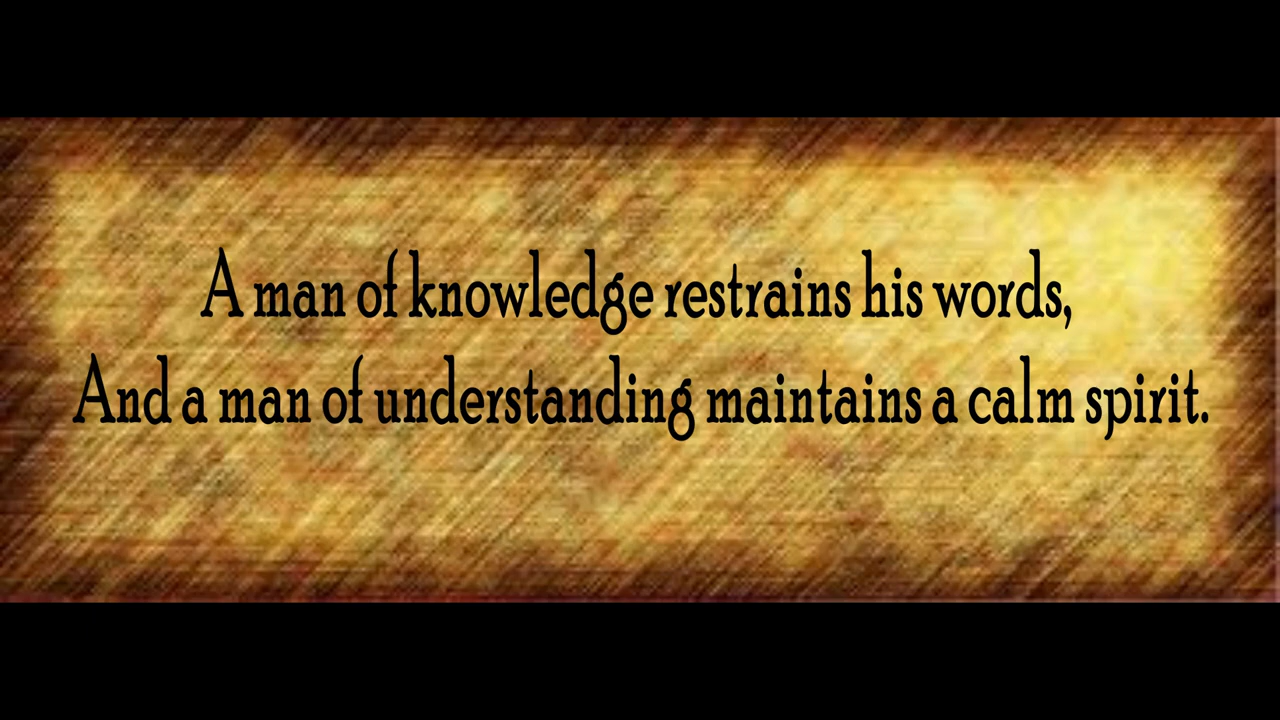 A man of knowledge restrains his words,
And a man of understanding maintains a calm spirit.